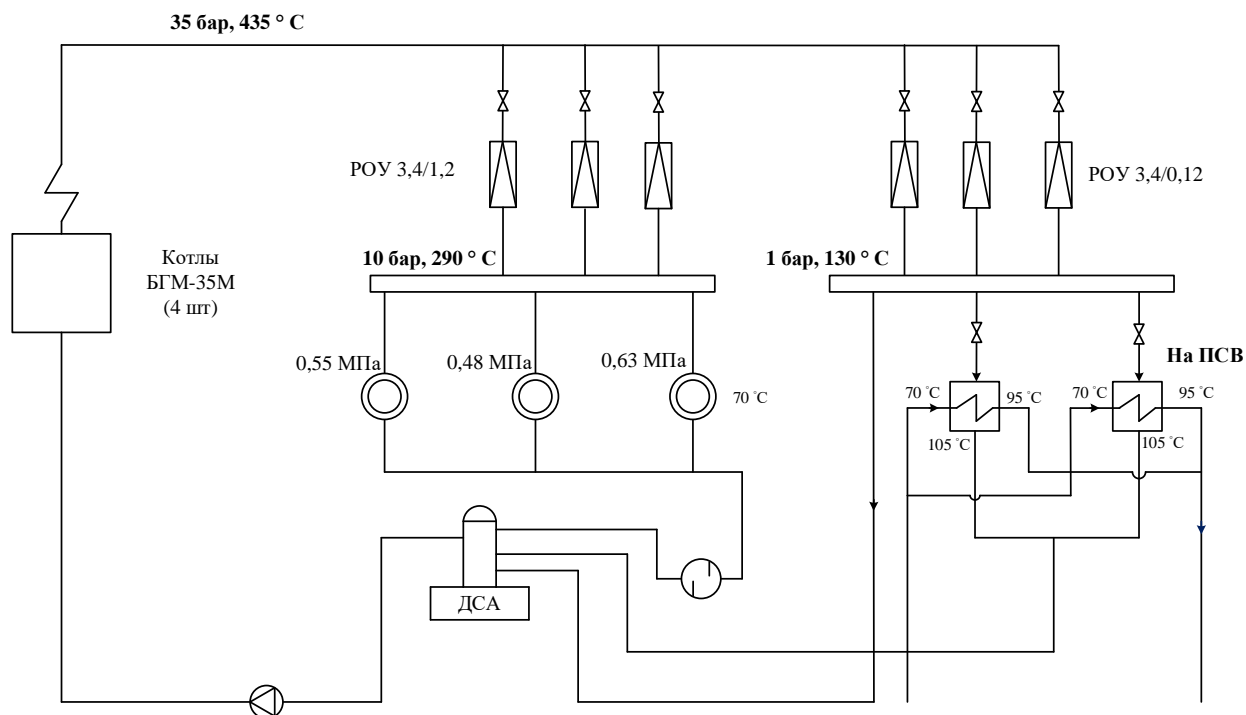 35 бар, 435 ° С
РОУ 3,4/1,2
РОУ 3,4/0,12
Котлы
БГМ-35М
(4 шт)
10 бар, 290 ° С
1 бар, 130 ° С
0,55 МПа
0,48 МПа
0,63 МПа
На ПСВ
70 °С
70 °С
95 °С
70 °С
95 °С
105 °С
105 °С
ДСА